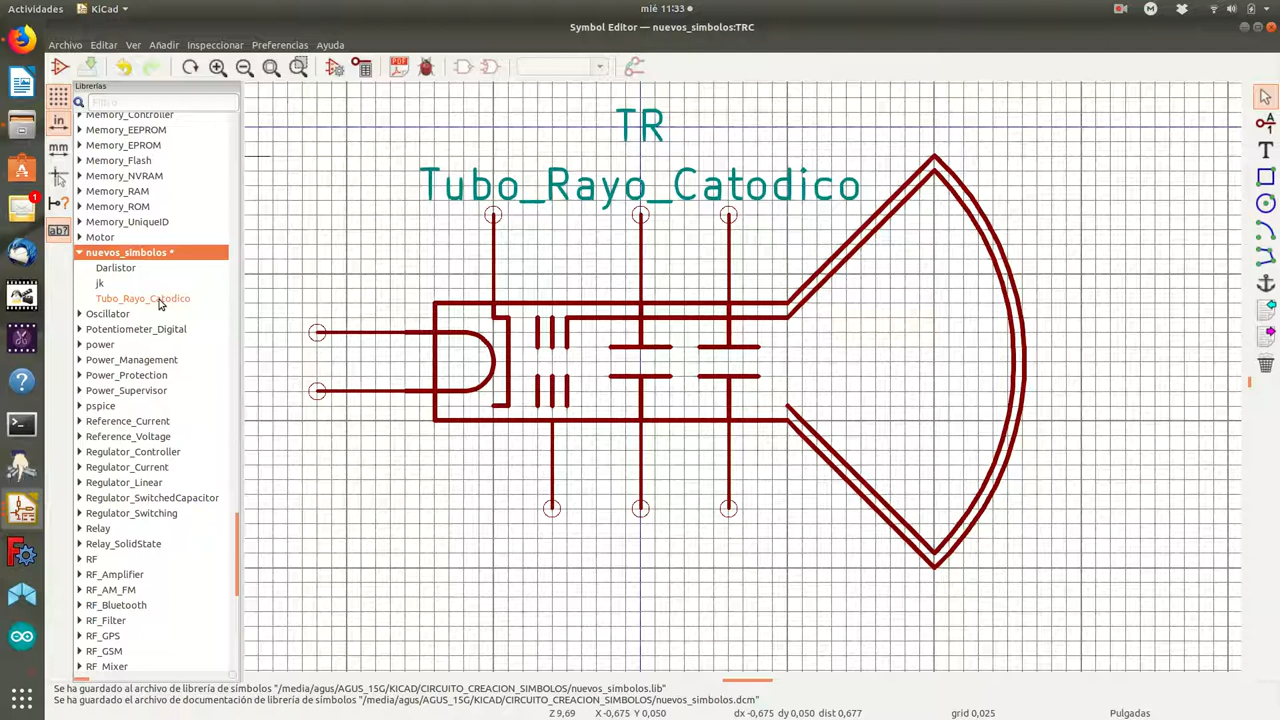 Actividades
KiCad
mié 11:33
Symbol Editor — nuevos_simbolos:TRC
Archivo Editar Ver Añadir Inspeccionar Preferencias Ayuda
Librerías
Filtro
Memory_Controller
Memory_EEPROM
Memory_EPROM
Memory_Flash
Memory_NVRAM
Memory_RAM
Memory_ROM
Memory_UniqueID
Motor
nuevos_simbolos *
Darlistor
jk
Tubo_Rayo_Catodico
Oscillator
Potentiometer_Digital
power
Power_Management
Power_Protection
Power_Supervisor
pspice
Reference_Current
Reference_Voltage
Regulator_Controller
Regulator_Current
Regulator_Linear
Regulator_SwitchedCapacitor
Regulator_Switching
Relay
Relay_SolidState
RF
RF_Amplifier
RF_AM_FM
RF_Bluetooth
RF_Filter
RF_GPS
RF_GSM
RF_Mixer
in
mm
ab?
1
PDF
TR
Tubo_Rayo_Catodico
A
T
Se ha guardado al archivo de librería de símbolos "/media/agus/AGUS_15G/KICAD/CIRCUITO_CREACION_SIMBOLOS/nuevos_simbolos.lib"
Se ha guardado el archivo de documentación de librería de símbolos "/media/agus/AGUS_15G/KICAD/CIRCUITO_CREACION_SIMBOLOS/nuevos_simbolos.dcm"
Z 9,69 X -0,675 Y 0,050 dx -0,675 dy 0,050 dist 0,677 grid 0,025 Pulgadas